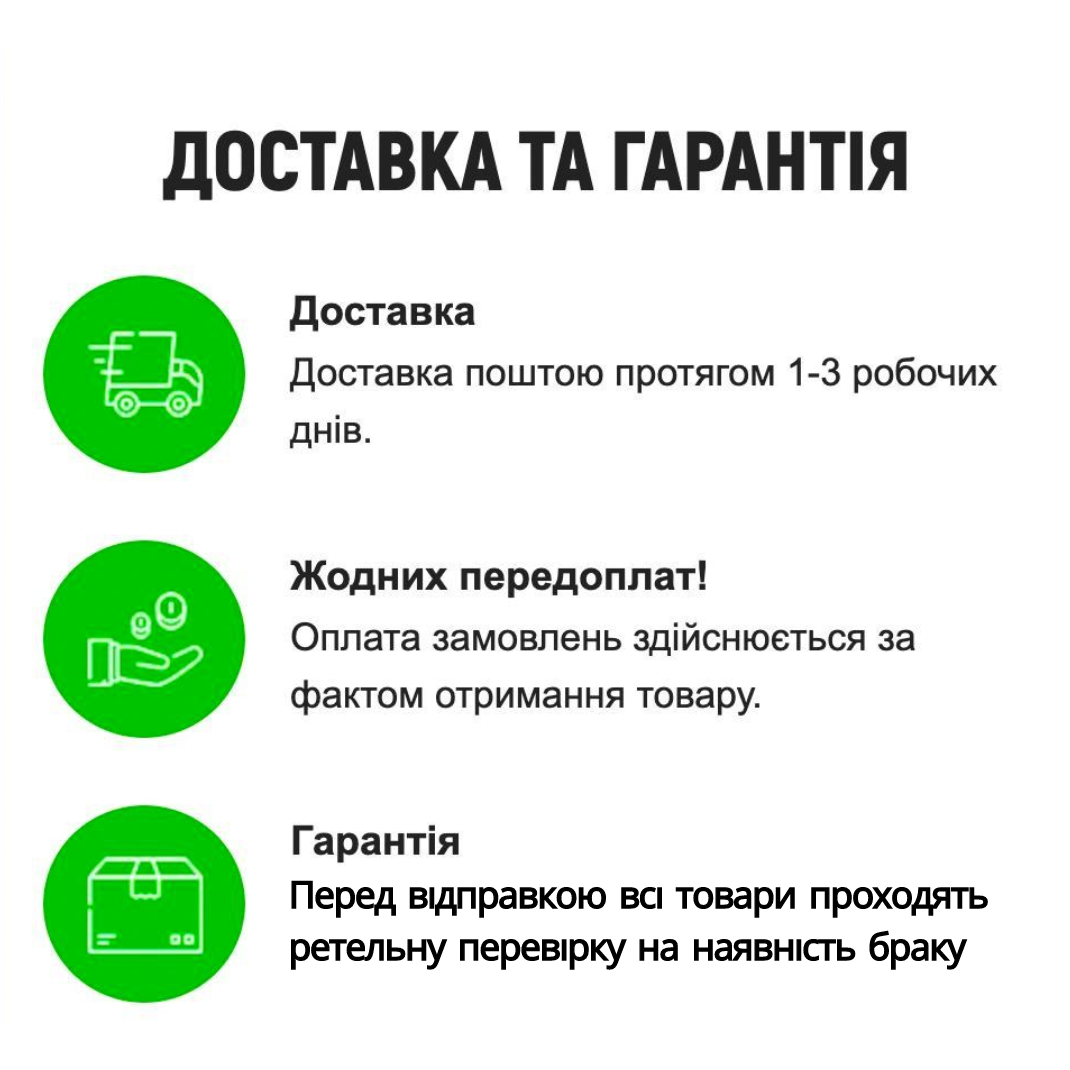 ДОСТАВКА ТА ГАРАНТІЯ
Доставка
Доставка поштою протягом 1-3 робочих
днів.
Жодних передоплат!
Оплата замовлень здійснюється за
фактом отримання товару.
Гарантія
Перед відправкою всі товари проходять
ретельну перевірку на наявність браку